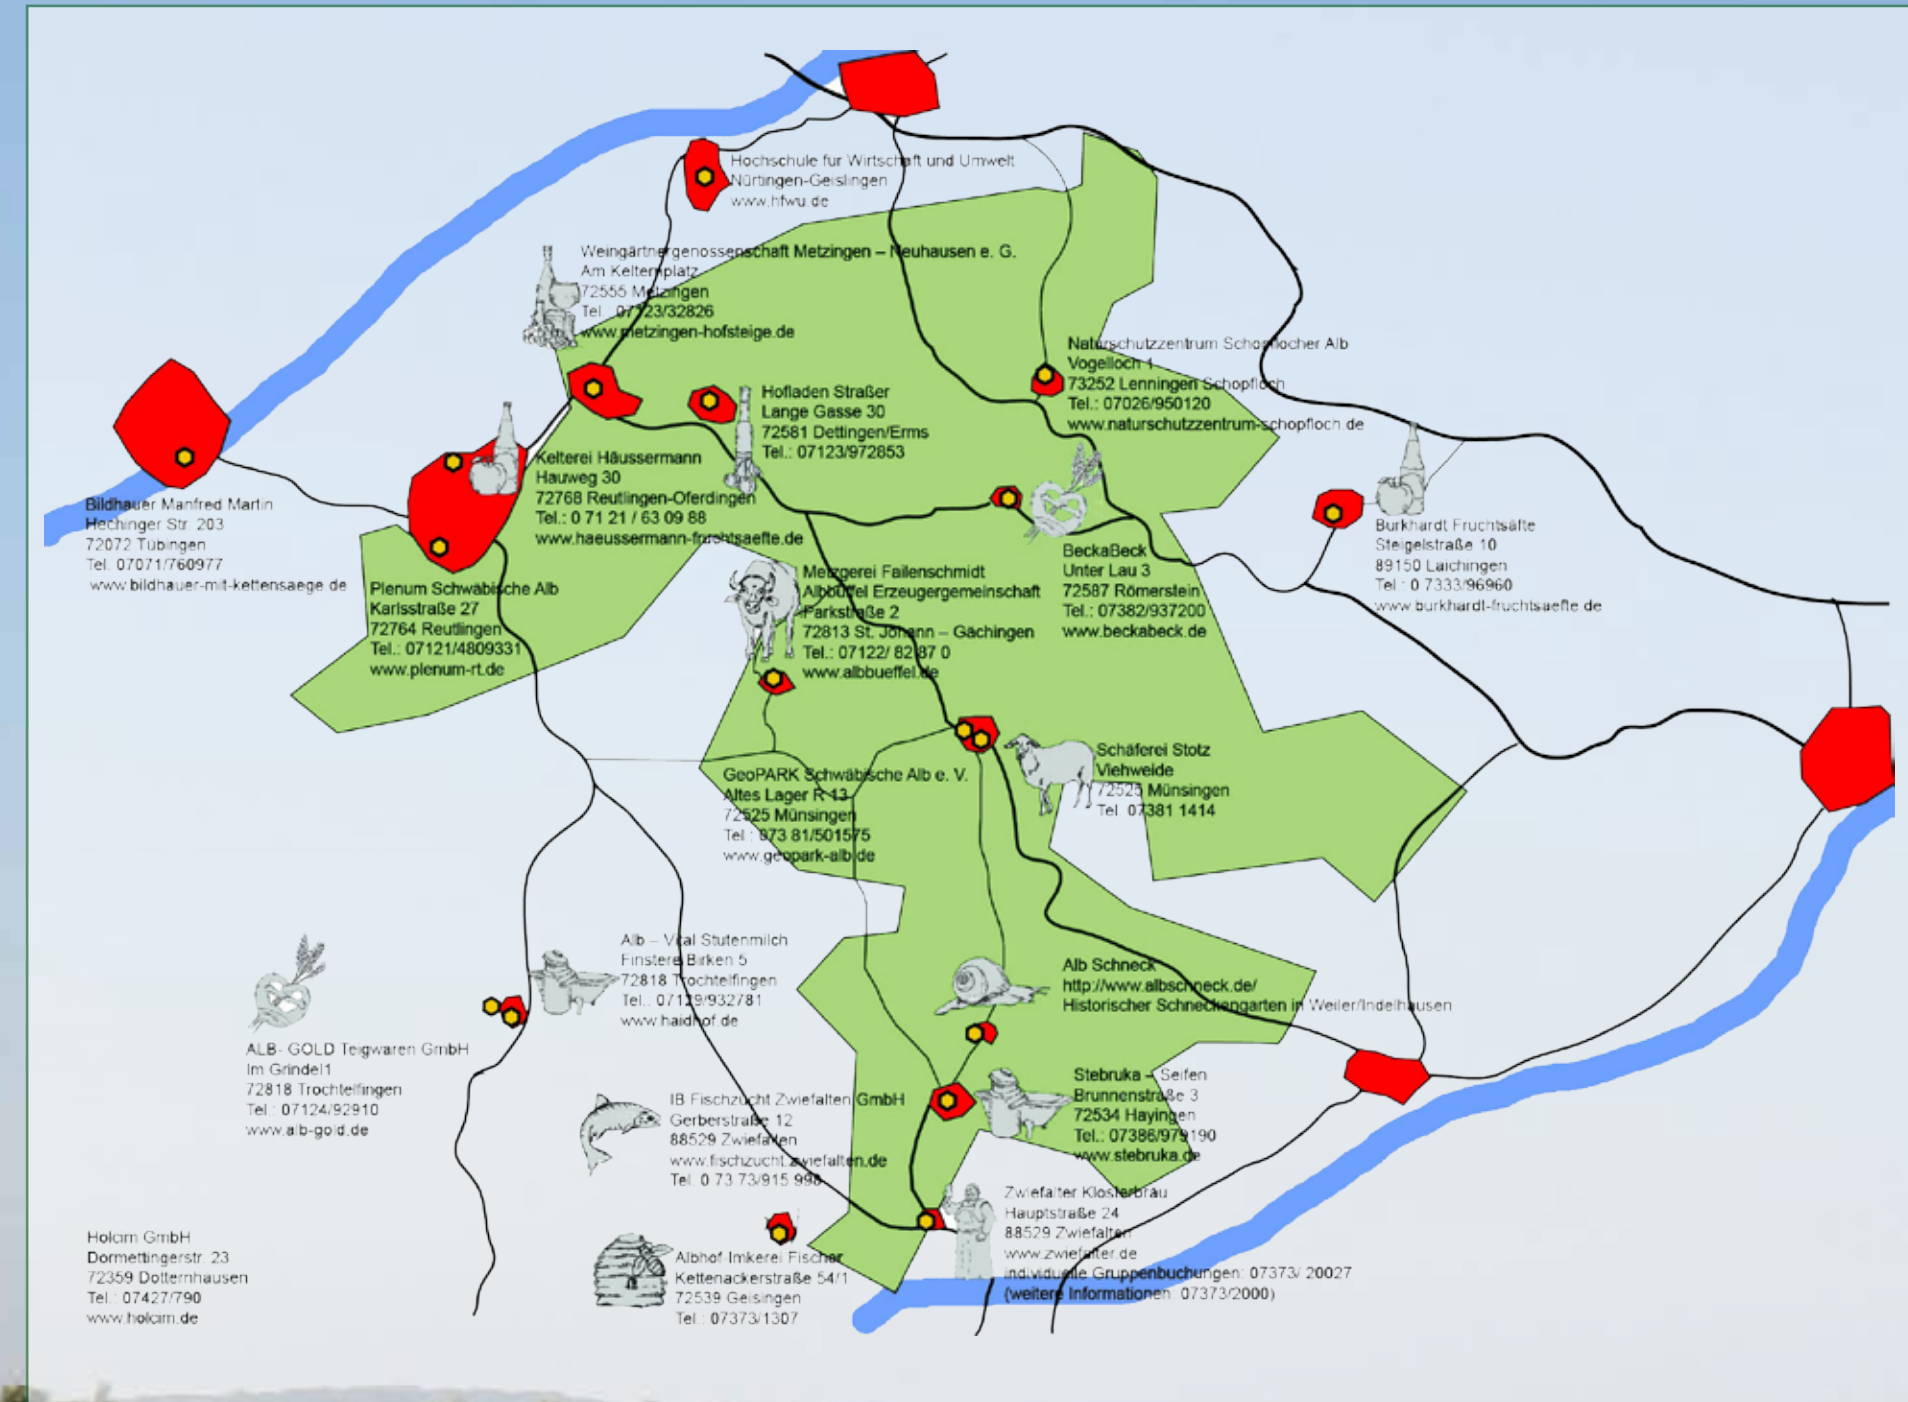 Hochschule für Wirtschaft und Umwelt
Nürtingen-Geislingen
www.hfwu.de
Weingärtnergenossenschaft Metzingen – Neuhausen e. G.
Am Kelternplatz
72555 Metzingen
Tel.: 07123/32826
www.metzingen-hofsteige.de
Naturschutzzentrum Schopflocher Alb
Vogelloch 1
73252 Lenningen Schopfloch
Tel.: 07026/950120
www.naturschutzzentrum-schopfloch.de
Hofladen Straßer
Lange Gasse 30
72581 Dettingen/Erms
Tel.: 07123/972853
Kelterei Häussermann
Hauweg 30
72768 Reutlingen-Oferdingen
Tel.: 0 71 21 / 63 09 88
www.haeussermann-fruchtsaefte.de
Bildhauer Manfred Martin
Hechinger Str. 203
72072 Tübingen
Tel. 07071/760977
www.bildhauer-mit-kettensaege.de
Burkhardt Fruchtsäfte
Steigelstraße 10
89150 Laichingen
Tel.: 0 7333/96960
www.burkhardt-fruchtsaefte.de
BeckaBeck
Unter Lau 3
72587 Römerstein
Tel.: 07382/937200
www.beckabeck.de
Plenum Schwäbische Alb
Karlsstraße 27
72764 Reutlingen
Tel.: 07121/4809331
www.plenum-rt.de
Metzgerei Failenschmidt
Albbüffel Erzeugergemeinschaft
Parkstraße 2
72813 St. Johann – Gächingen
Tel.: 07122/ 82 87 0
www.albbueffel.de
Schäferei Stotz
Viehweide
72525 Münsingen
Tel. 07381 1414
GeoPARK Schwäbische Alb e. V.
Altes Lager R 13
72525 Münsingen
Tel.: 073 81/501575
www.geopark-alb.de
Alb – Vital Stutenmilch
Finstere Birken 5
72818 Trochtelfingen
Tel.: 07129/932781
www.haidhof.de
Alb Schneck
http://www.albschneck.de/
Historischer Schneckengarten in Weiler/Indelhausen
ALB- GOLD Teigwaren GmbH
Im Grindel1
72818 Trochtelfingen
Tel.: 07124/92910
www.alb-gold.de
Stebruka – Seifen
Brunnenstraße 3
72534 Hayingen
Tel.: 07386/979190
www.stebruka.de
IB Fischzucht Zwiefalten GmbH
Gerberstraße 12
88529 Zwiefalten
www.fischzucht.zwiefalten.de
Tel. 0 73 73/915 998
Zwiefalter Klosterbräu
Hauptstraße 24
88529 Zwiefalten
www.zwiefalter.de
individuelle Gruppenbuchungen: 07373/ 20027
(weitere Informationen: 07373/2000)
Holcim GmbH
Dormettingerstr. 23
72359 Dotternhausen
Tel.: 07427/790
www.holcim.de
Albhof-Imkerei Fischer
Kettenackerstraße 54/1
72539 Geisingen
Tel.: 07373/1307